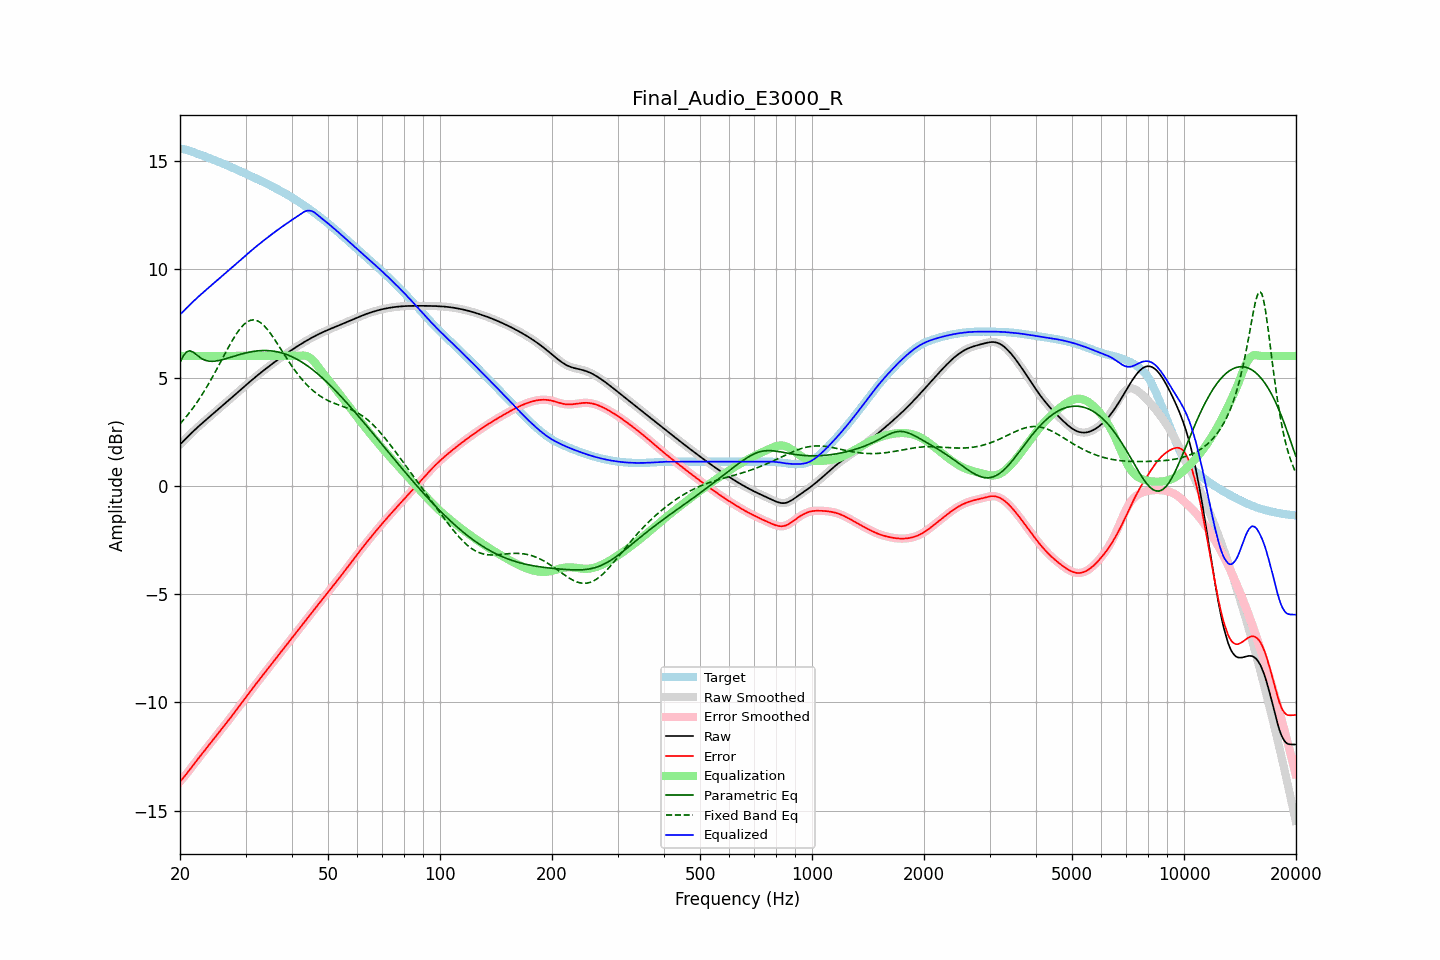 Final_Audio_E3000_R
Amplitude (dBr)
15
10
5
0
−5
−10
−15
Target
Raw Smoothed
Error Smoothed
Raw
Error
Equalization
Parametric Eq
Fixed Band Eq
Equalized
20 50 100 200 500 1000 2000 5000 10000 20000
Frequency (Hz)